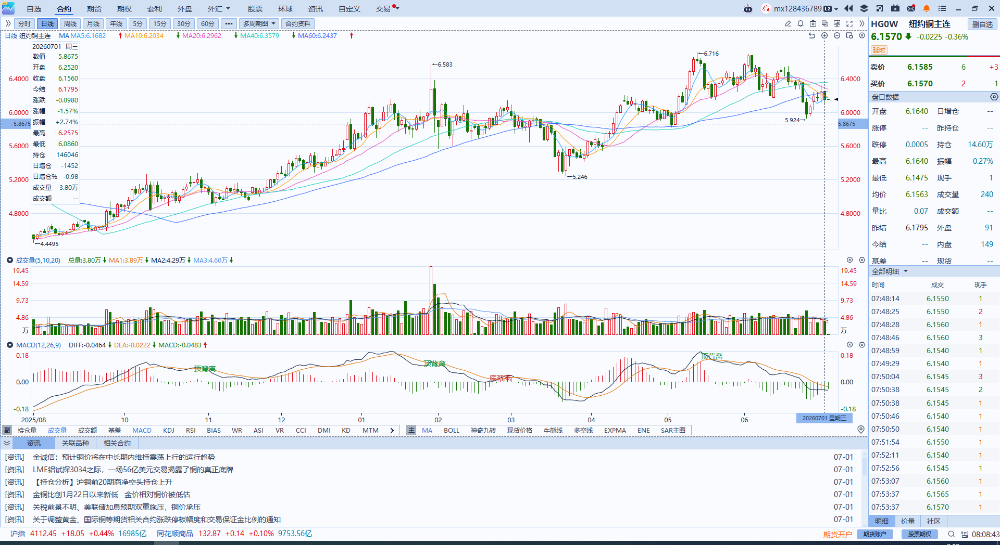 自选 合约 期货 期权 套利 外盘 外汇 股票 环球 资讯 自定义 交易 mx128436789 L2
分时 日线 周线 月线 年线 5分 15分 30分 60分 ••• 多周期图 合约资料
日线 纽约铜主连 MA MA5:6.1682 MA10:6.2034 MA20:6.2962 MA40:6.3579 MA60:6.2437
20260701 周三
数值 5.8675
开盘 6.2520
收盘 6.1560
今结 6.1795
涨跌 -0.0980
涨幅 -1.57%
振幅 +2.74%
最高 6.2575
最低 6.0860
持仓 146046
日增仓 -1452
日增仓% -0.98
成交量 3.80万
成交额 --
6.4000
6.0000
5.8675
5.6000
5.2000
4.8000
6.583
6.716
5.924
5.246
4.4495
6.4000
6.0000
5.8675
5.6000
5.2000
4.8000
成交量(5,10,20) 总量:3.80万 MA1:3.89万 MA2:4.29万 MA3:4.60万
19.45 19.45
14.59 14.59
9.73 9.73
4.86 4.86
万 万
MACD(12,26,9) DIFF:-0.0464 DEA:-0.0222 MACD:-0.0483
0.18 0.18
顶背离 顶背离 底背离 顶背离
0.00 0.00
-0.18 -0.18
2025/08 10 11 12 01 02 03 04 05 06 20260701 星期三
副 持仓量 成交量 成交额 基差 MACD KDJ RSI BIAS WR ASI VR CCI DMI KD MTM 主 MA BOLL 神奇九转 现货价格 牛熊线 多空线 EXPMA ENE SAR主图
资讯 关联品种 相关合约
[资讯] 金诚信：预计铜价将在中长期内维持震荡上行的运行趋势 07-01
[资讯] LME铝试探3034之际，一场56亿美元交易揭露了铜的真正底牌 07-01
[资讯] 【持仓分析】沪铜前20期商净空头持仓上升 07-01
[资讯] 金铜比创1月22日以来新低 金价相对铜价被低估 07-01
[资讯] 关税前景不明、美联储加息预期双重施压，铜价承压 07-01
[资讯] 关于调整黄金、国际铜等期货相关合约涨跌停板幅度和交易保证金比例的通知 07-01
HG0W 纽约铜主连 删自选
6.1570 -0.0225 -0.36%
延时
卖价 6.1585 6 +3
买价 6.1570 2 -1
盘口数据
开盘 6.1640 日增仓 --
涨停 -- 昨持仓 --
跌停 0.0005 持仓 14.60万
最高 6.1640 振幅 0.27%
最低 6.1475 现手 1
均价 6.1563 成交量 240
量比 0.07 成交额 --
昨结 6.1795 外盘 91
今结 -- 内盘 149
基差 -- 现货 --
全部明细
时间 成交 现手
07:48:14 6.1550 1
07:48:25 6.1550 2
07:48:28 6.1560 1
07:48:46 6.1560 3
07:48:59 6.1540 1
07:49:29 6.1540 1
07:50:04 6.1545 3
07:50:38 6.1545 2
07:50:38 6.1545 1
07:50:46 6.1540 1
07:50:50 6.1540 1
07:51:54 6.1550 1
07:52:11 6.1540 1
07:52:56 6.1545 1
07:53:07 6.1560 1
07:53:37 6.1565 1
07:53:37 6.1570 1
明细 价量 社区
沪指 4112.45 +18.05 +0.44% 16985亿 同花顺商品 132.87 +0.14 +0.10% 9753.56亿 期货开户 期货账户 股票期权 08:08:43